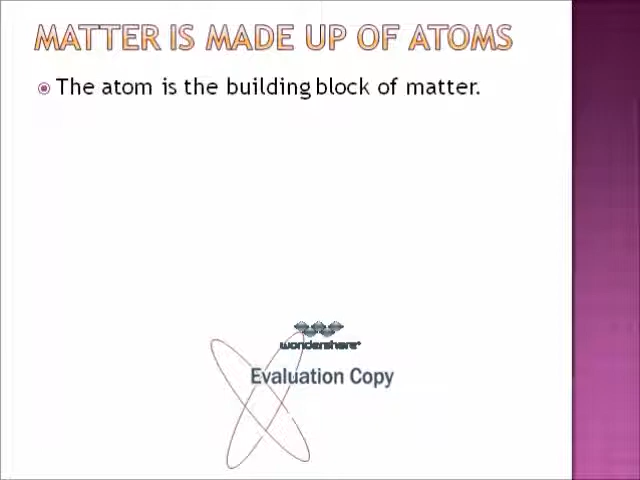 MATTER IS MADE UP OF ATOMS
The atom is the building block of matter.
wondershare
Evaluation Copy